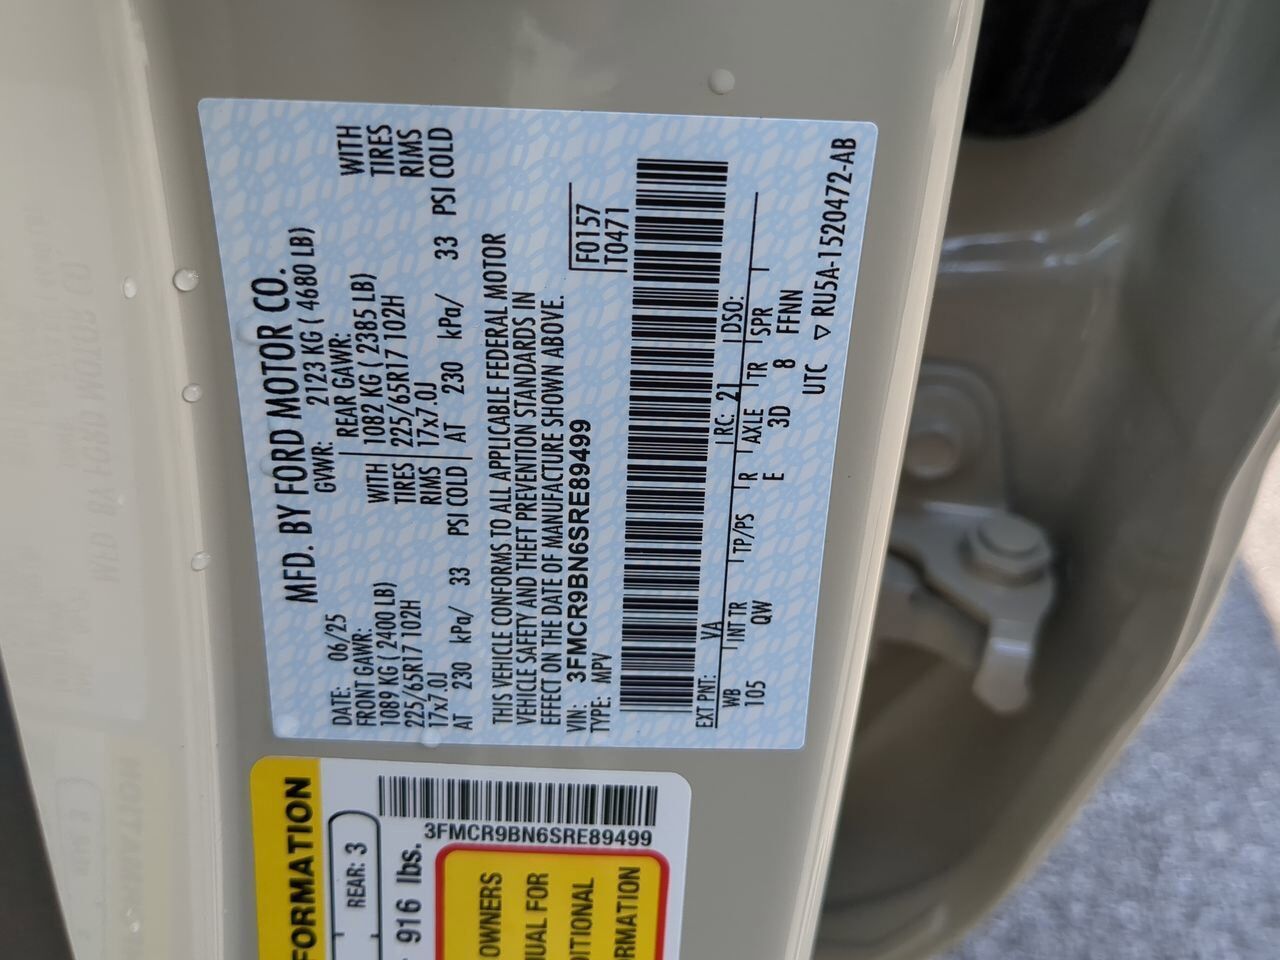 MFD. BY FORD MOTOR CO.
DATE: 06/25 GVWR: 2123 KG ( 4680 LB)
FRONT GAWR: REAR GAWR:
1089 KG ( 2400 LB) WITH 1082 KG ( 2385 LB) WITH
225/65R17 102H TIRES 225/65R17 102H TIRES
17x7.0J RIMS 17x7.0J RIMS
AT 230 kPa/ 33 PSI COLD AT 230 kPa/ 33 PSI COLD
THIS VEHICLE CONFORMS TO ALL APPLICABLE FEDERAL MOTOR
VEHICLE SAFETY AND THEFT PREVENTION STANDARDS IN
EFFECT ON THE DATE OF MANUFACTURE SHOWN ABOVE.
VIN: 3FMCR9BN6SRE89499 F0157
TYPE: MPV T0471
EXT PNT: VA RC: 21 DSO:
WB INT TR TP/PS R AXLE TR SPR
105 QW E 3D 8 FFNN
UTC ▽ RU5A-1520472-AB
FORMATION
REAR: 3
916 lbs.
3FMCR9BN6SRE89499
OWNERS
UAL FOR
DITIONAL
RMATION